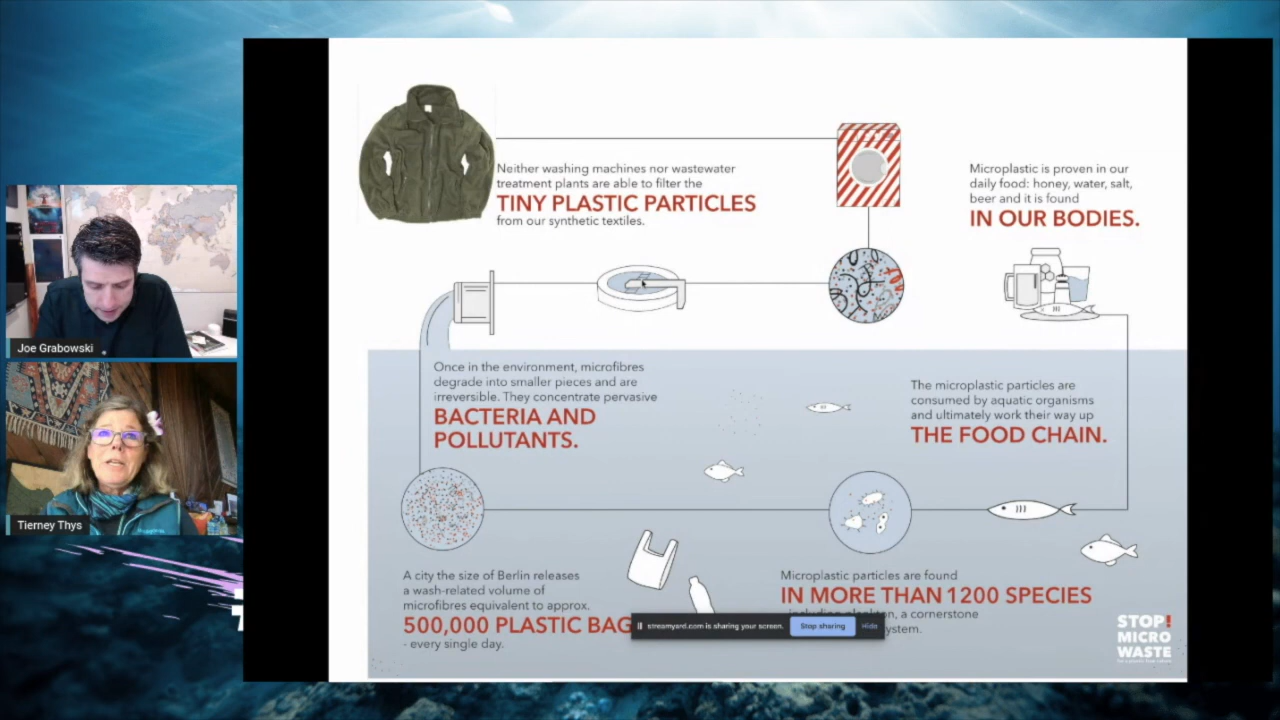 Joe Grabowski
Tierney Thys
Neither washing machines nor wastewater
treatment plants are able to filter the
TINY PLASTIC PARTICLES
from our synthetic textiles.
Microplastic is proven in our
daily food: honey, water, salt,
beer and it is found
IN OUR BODIES.
Once in the environment, microfibres
degrade into smaller pieces and are
irreversible. They concentrate pervasive
BACTERIA AND
POLLUTANTS.
The microplastic particles are
consumed by aquatic organisms
and ultimately work their way up
THE FOOD CHAIN.
A city the size of Berlin releases
a wash-related volume of
microfibres equivalent to approx.
500,000 PLASTIC BAG
- every single day.
Microplastic particles are found
IN MORE THAN 1200 SPECIES
a cornerstone
streamyard.com is sharing your screen.
Stop sharing
Hide
STOP!
MICRO
WASTE